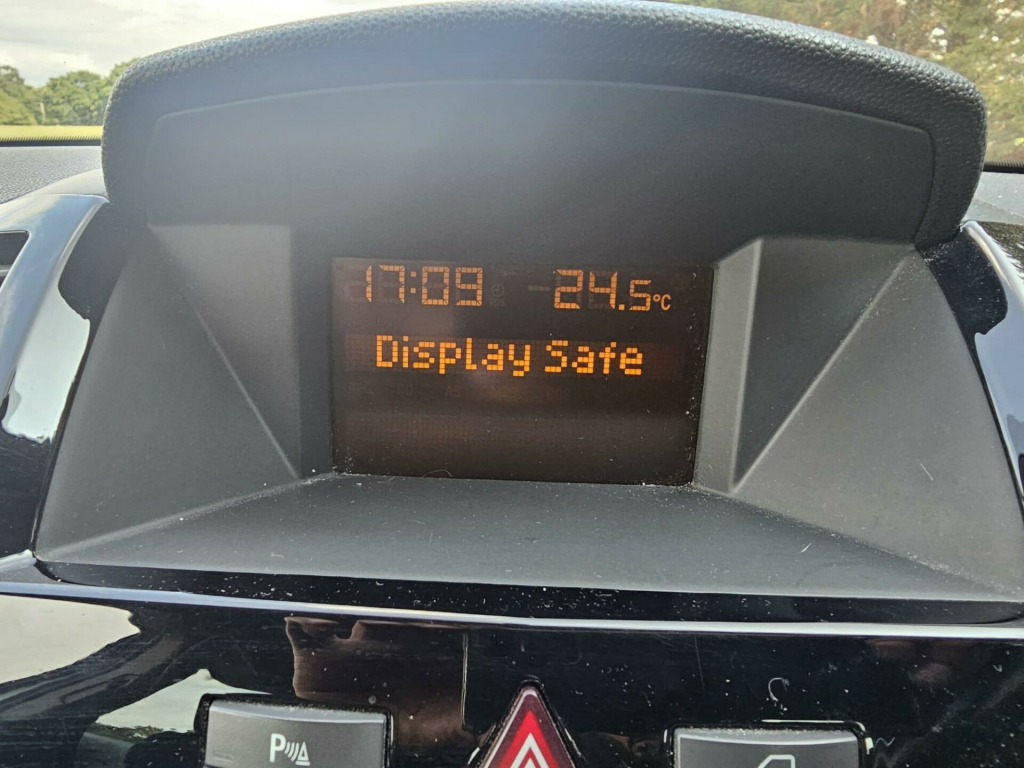 17:09 24.5°C
Display Safe
P